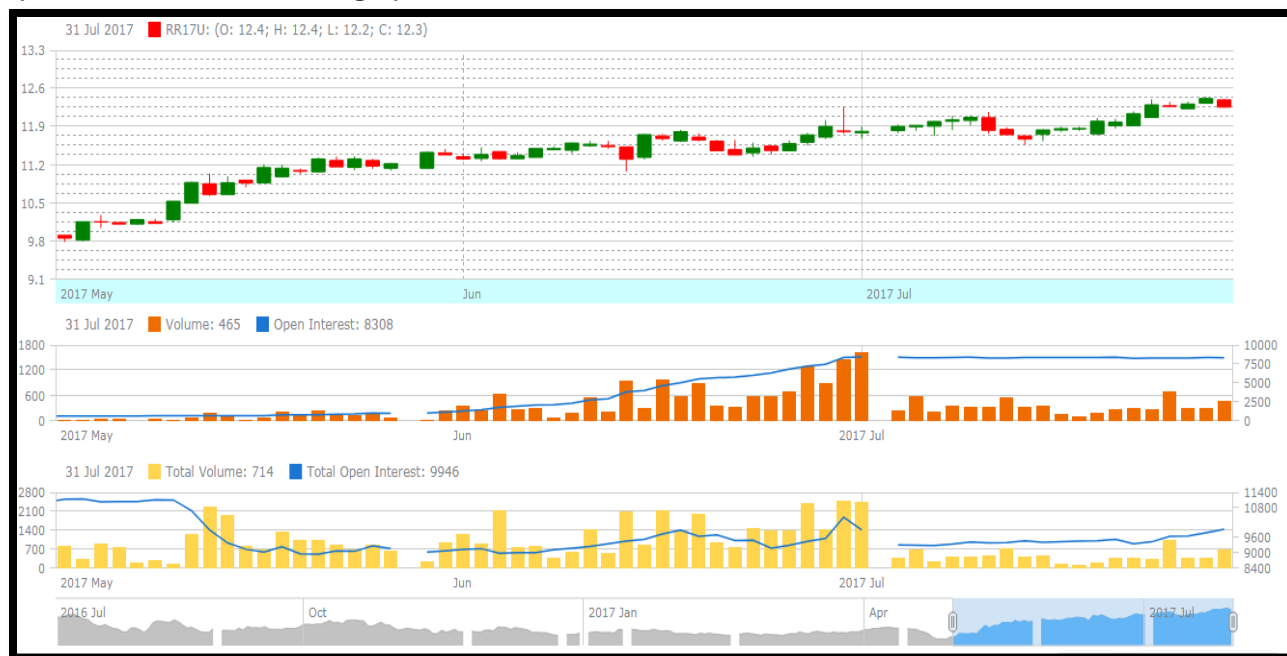 31 Jul 2017 RR17U: (O: 12.4; H: 12.4; L: 12.2; C: 12.3)
13.3
12.6
11.9
11.2
10.5
9.8
9.1
2017 May Jun 2017 Jul
31 Jul 2017 Volume: 465 Open Interest: 8308
1800 10000
1200 7500
5000
600 2500
0 0
2017 May Jun 2017 Jul
31 Jul 2017 Total Volume: 714 Total Open Interest: 9946
2800 11400
2100 10800
1400 9600
700 9000
0 8400
2017 May Jun 2017 Jul
2016 Jul Oct 2017 Jan Apr 2017 Jul